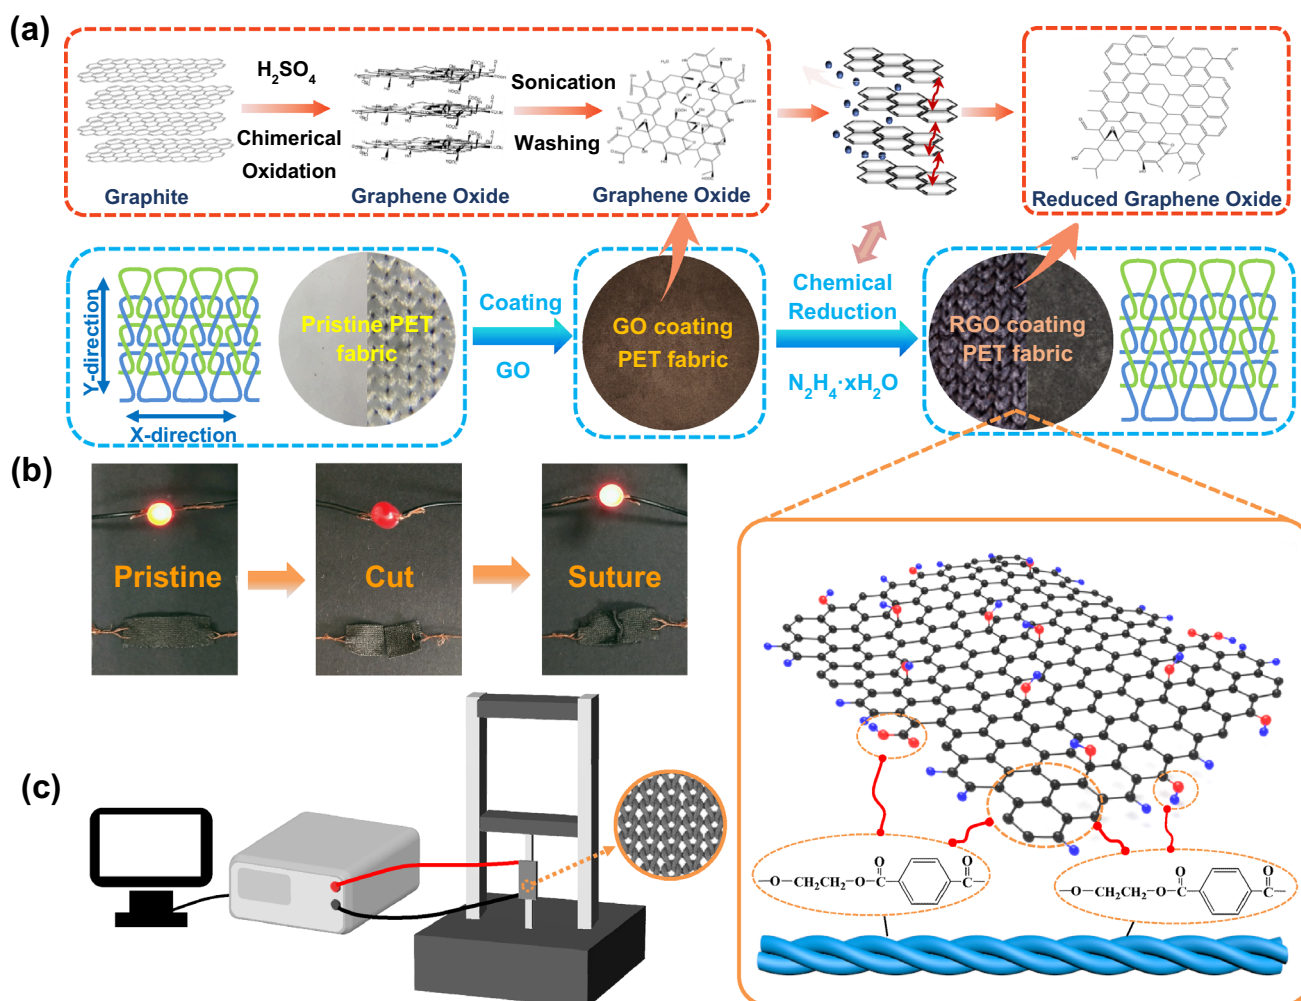 (a)
H₂SO₄
Chimerical
Oxidation
Sonication
Washing
Graphite
Graphene Oxide
Graphene Oxide
Reduced Graphene Oxide
Y-direction
X-direction
Pristine PET
fabric
Coating
GO
GO coating
PET fabric
Chemical
Reduction
N₂H₄·xH₂O
RGO coating
PET fabric
(b)
Pristine
Cut
Suture
(c)
O O
–O–CH₂CH₂–O–C C–
O O
–O–CH₂CH₂–O–C C–